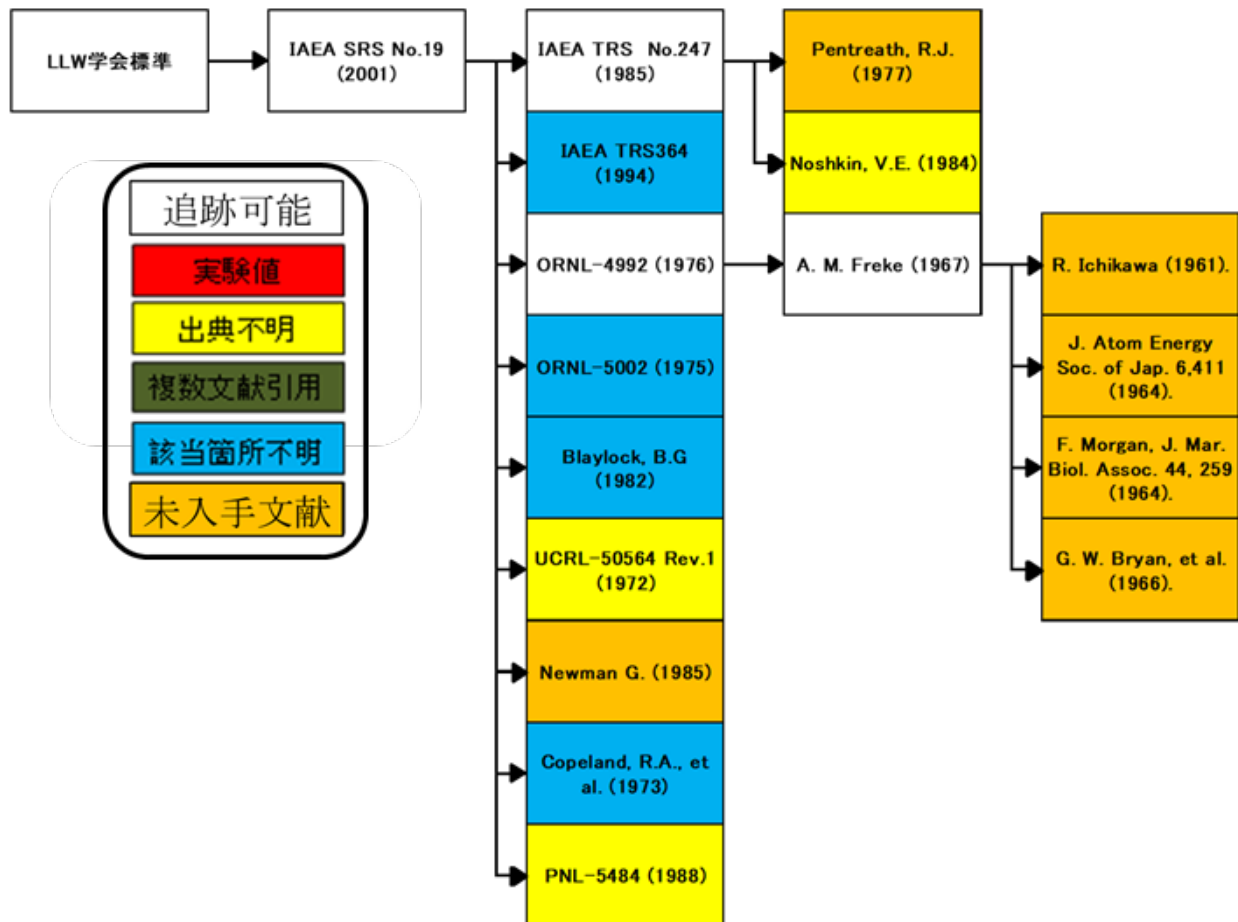 LLW学会標準
IAEA SRS No.19
(2001)
IAEA TRS No.247
(1985)
Pentreath, R.J.
(1977)
IAEA TRS364
(1994)
Noshkin, V.E. (1984)
ORNL-4992 (1976)
A. M. Freke (1967)
R. Ichikawa (1961).
ORNL-5002 (1975)
J. Atom Energy
Soc. of Jap. 6,411
(1964).
Blaylock, B.G
(1982)
F. Morgan, J. Mar.
Biol. Assoc. 44, 259
(1964).
UCRL-50564 Rev.1
(1972)
G. W. Bryan, et al.
(1966).
Newman G. (1985)
Copeland, R.A., et
al. (1973)
PNL-5484 (1988)
追跡可能
実験値
出典不明
複数文献引用
該当箇所不明
未入手文献